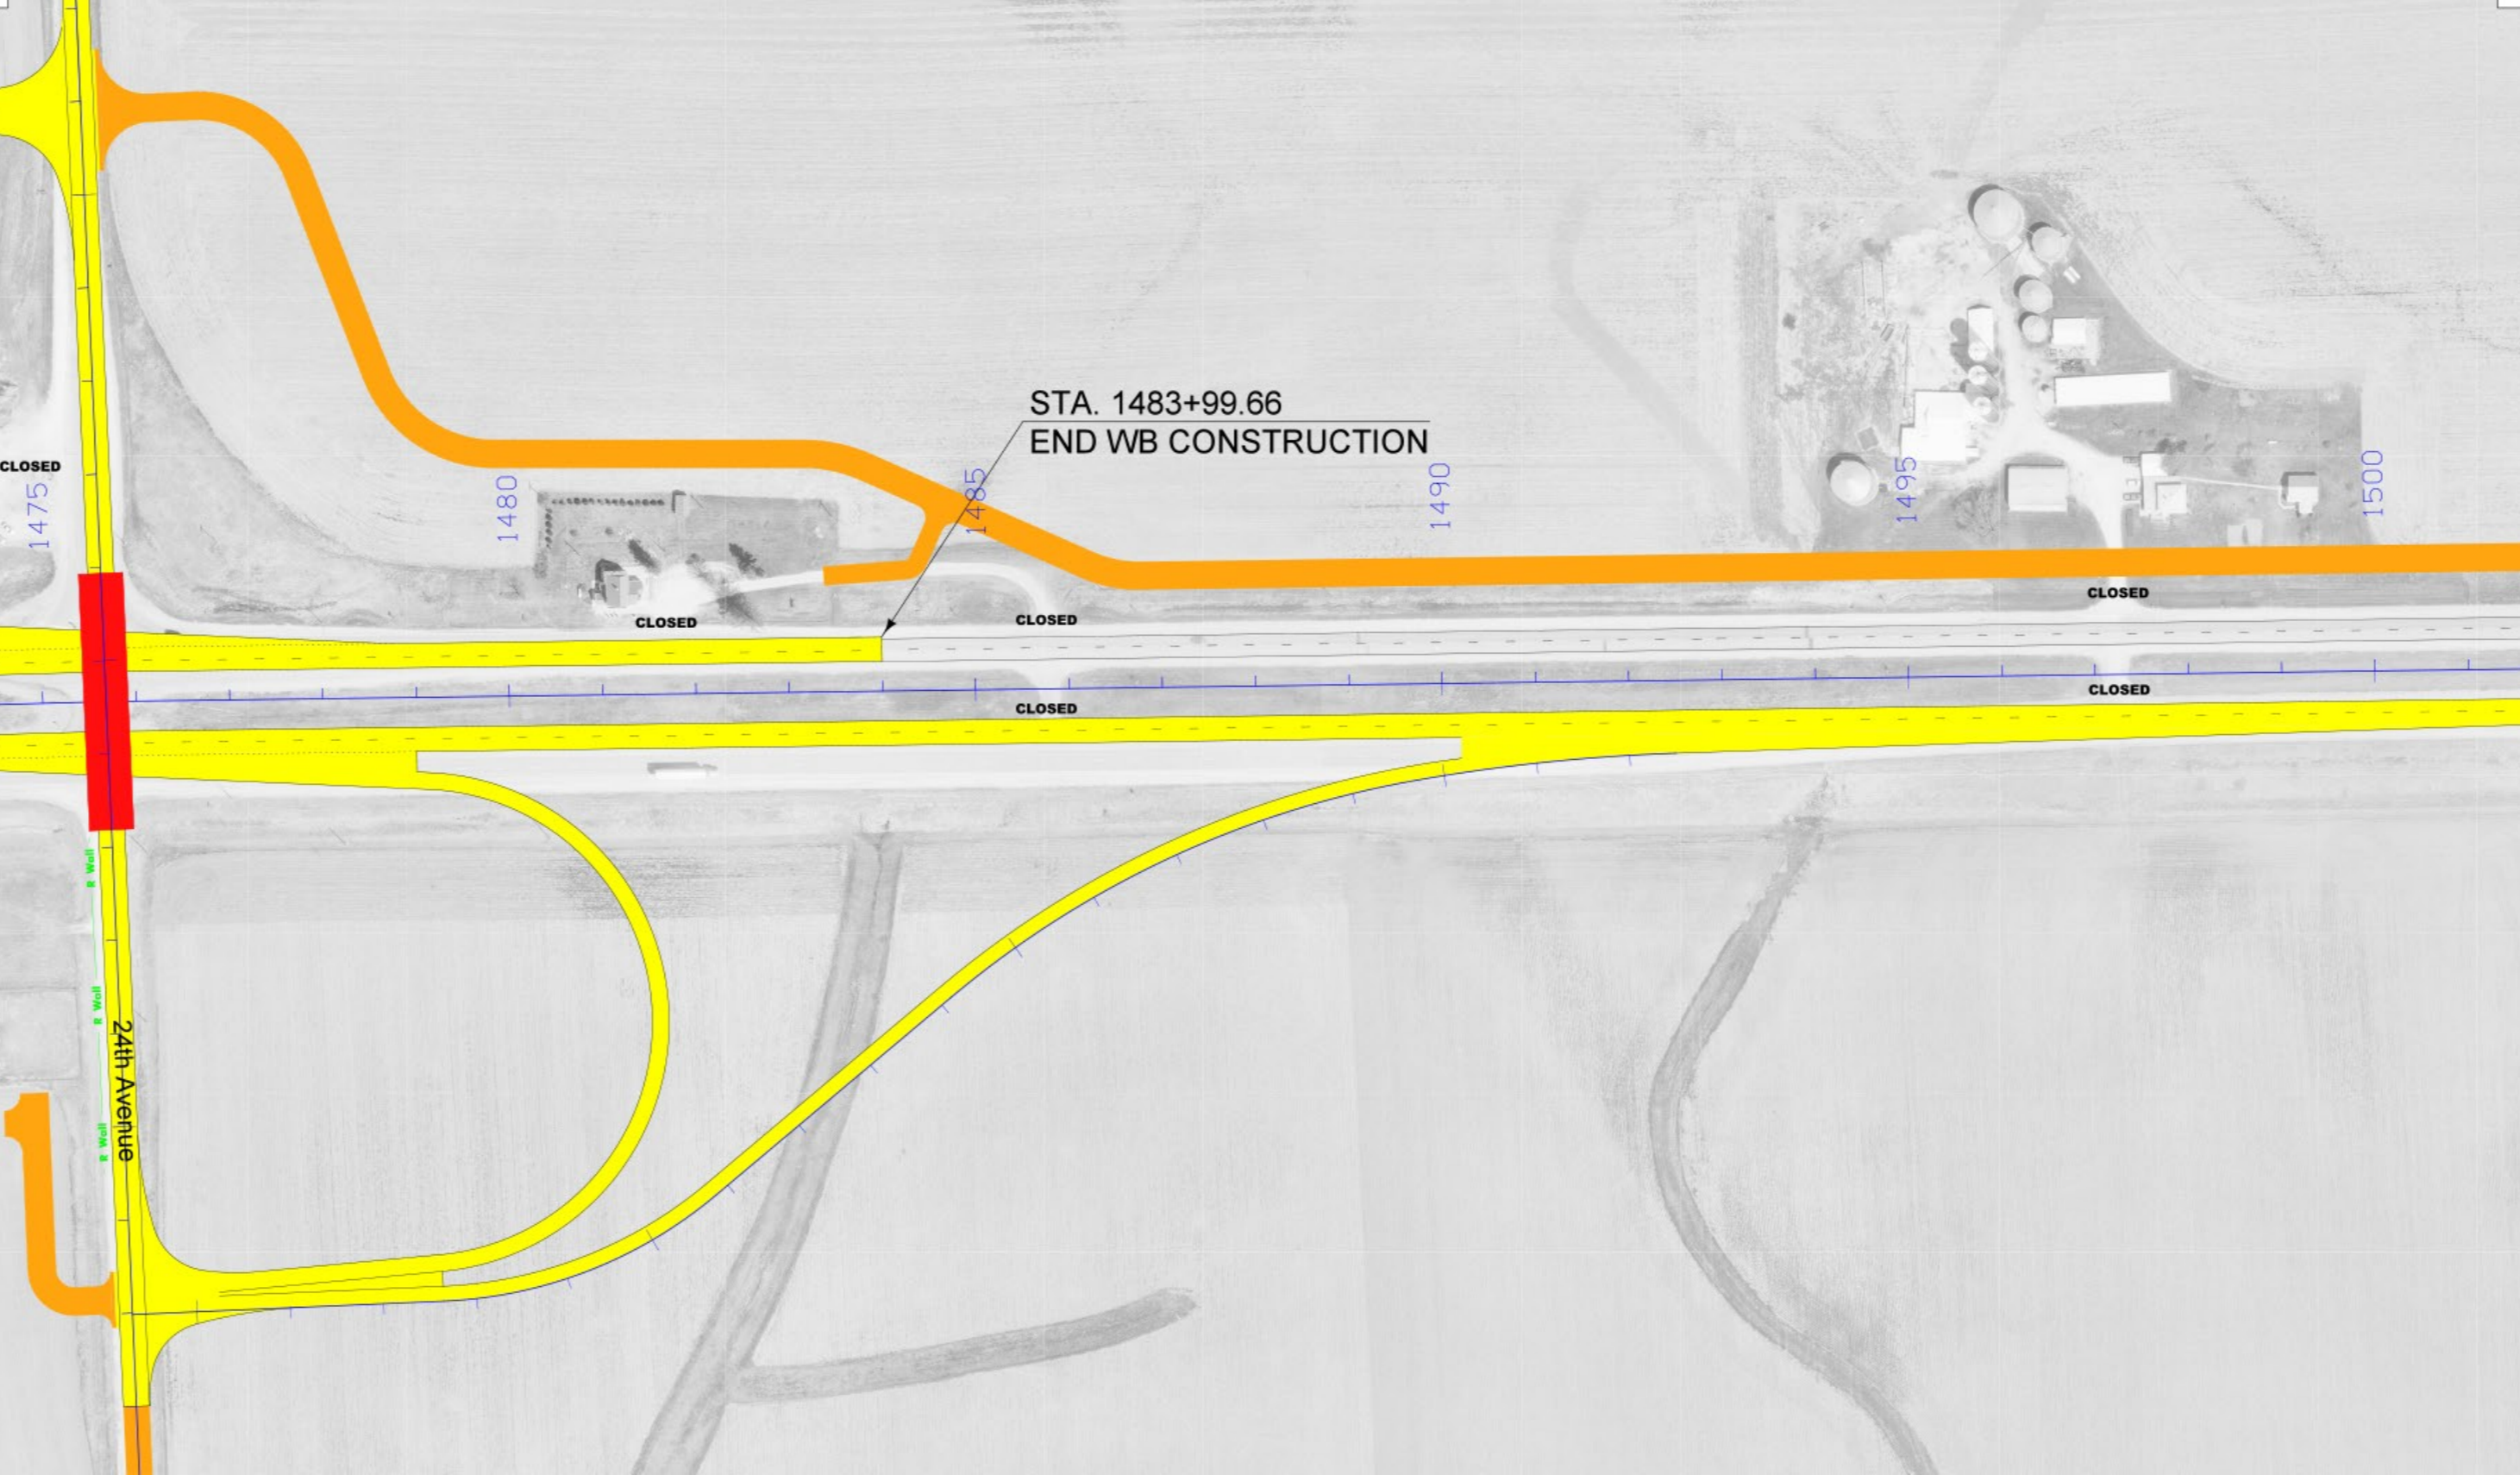 STA. 1483+99.66
END WB CONSTRUCTION
CLOSED
1475
1480
1485
1490
1495
1500
CLOSED
CLOSED
CLOSED
CLOSED
CLOSED
R Wall
R Wall
24th Avenue
R Wall